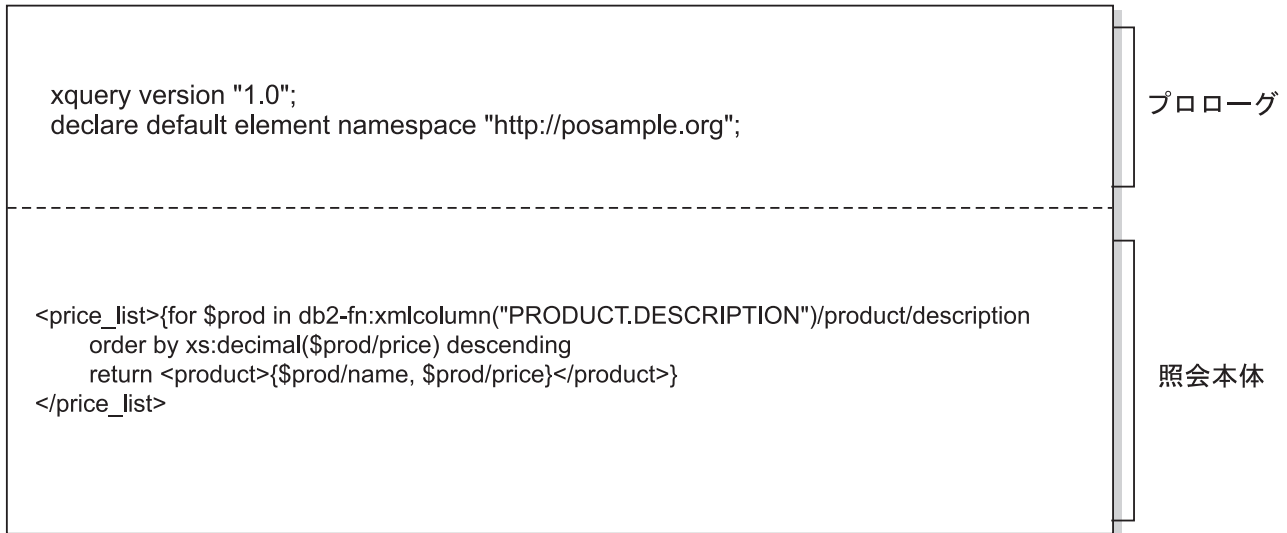 xquery version "1.0";
declare default element namespace "http://posample.org";
プロローグ
<price_list>{for $prod in db2-fn:xmlcolumn("PRODUCT.DESCRIPTION")/product/description
order by xs:decimal($prod/price) descending
return <product>{$prod/name, $prod/price}</product>}
</price_list>
照会本体